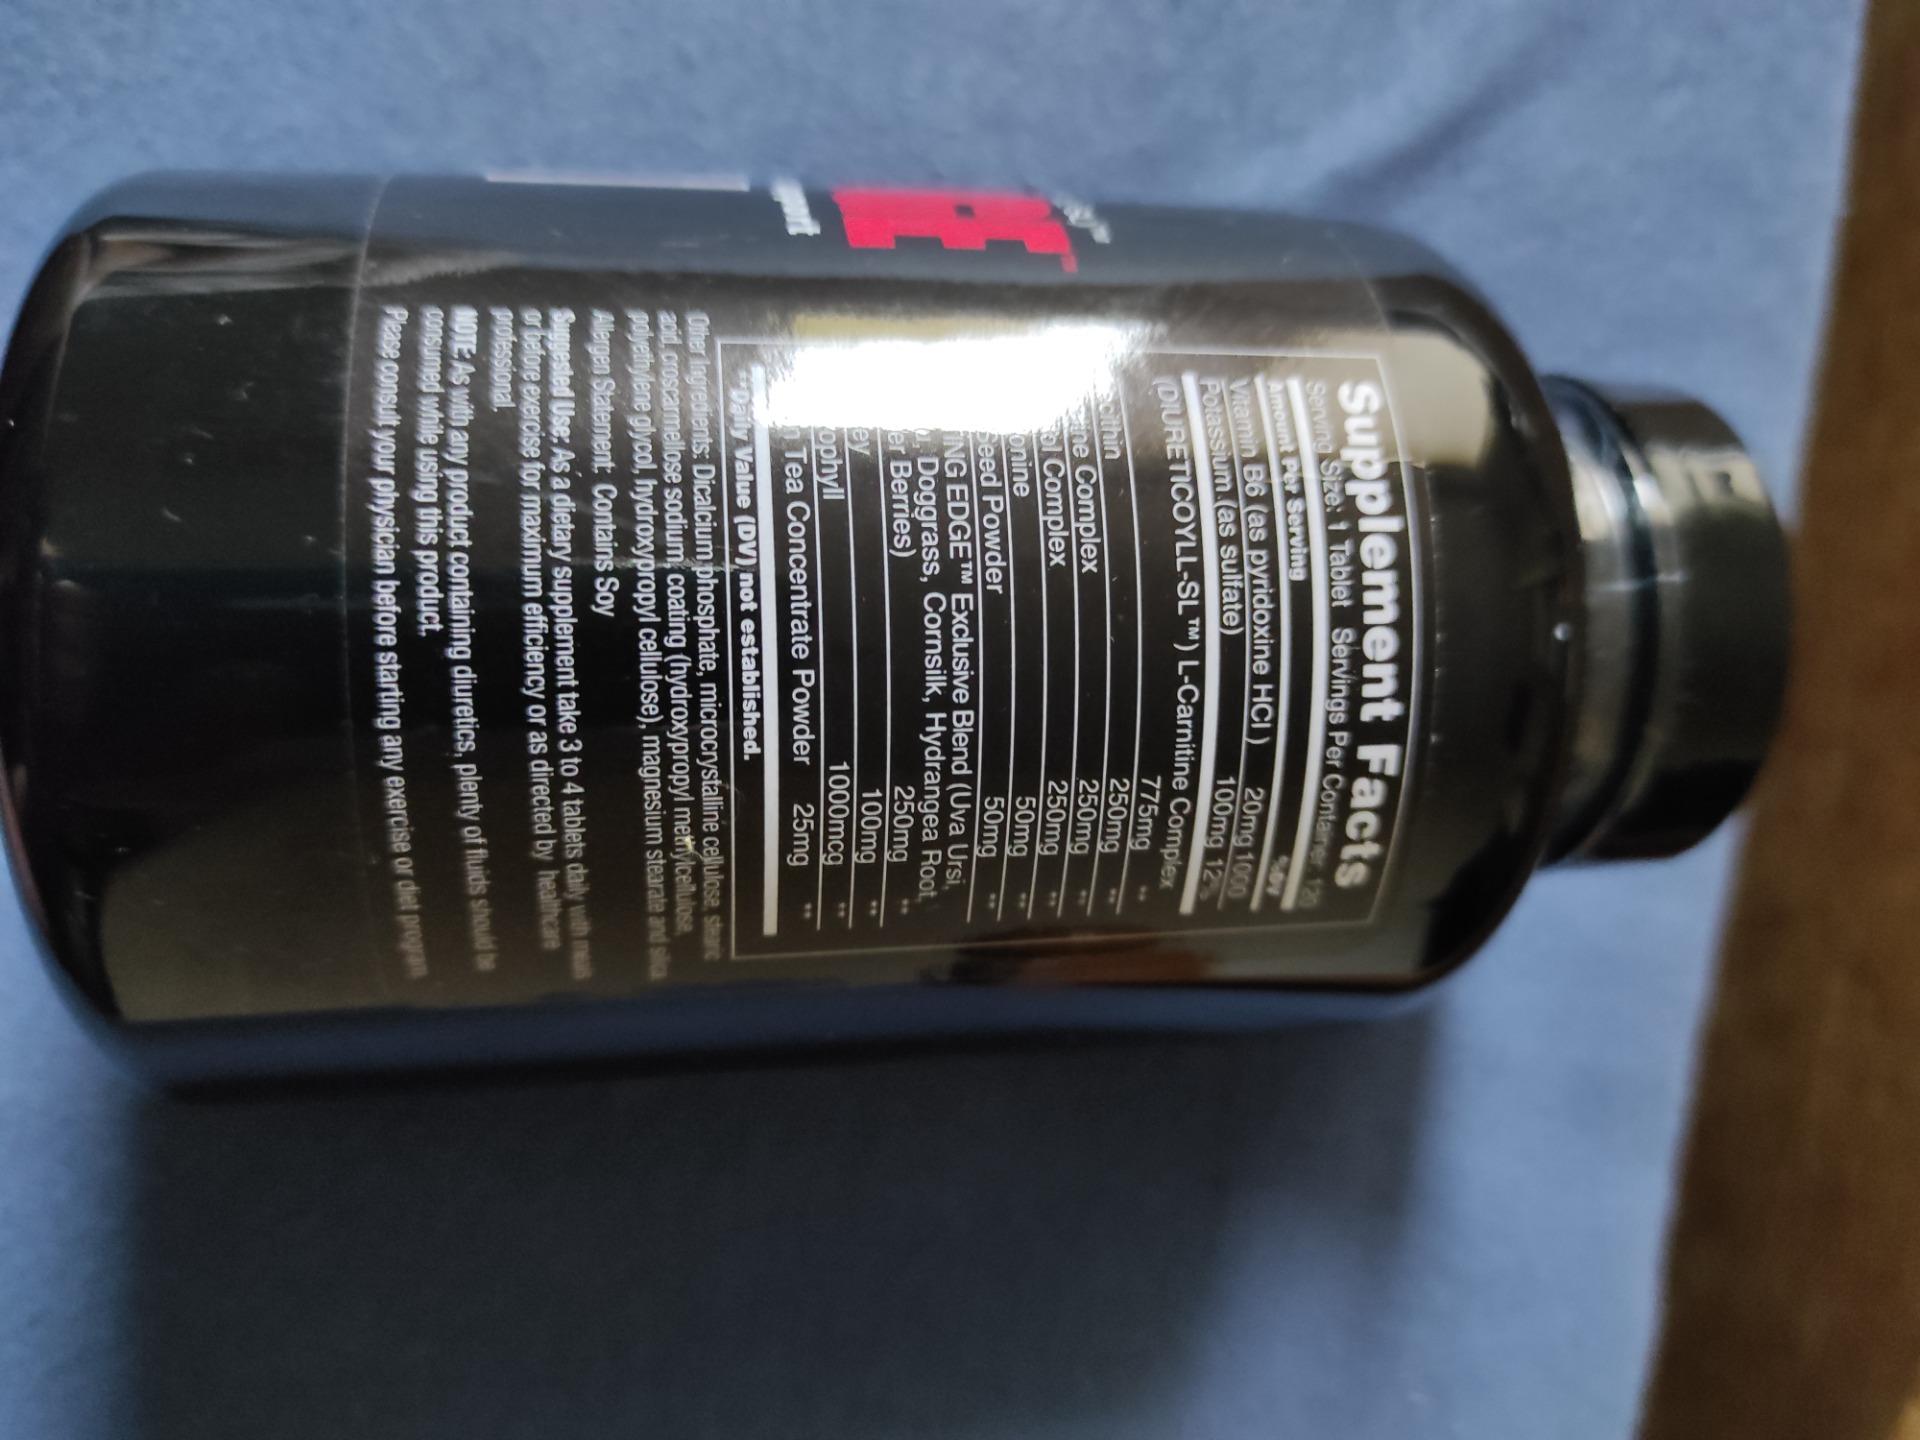 Supplement Facts
Serving Size: 1 Tablet Servings Per Container 120
Amount Per Serving %DV
Vitamin B6 (as pyridoxine HCl) 20mg 1000
Potassium (as sulfate) 100mg 12%
(DIURETICOYLL-SL™) L-Carnitine Complex
775mg **
250mg **
Complex 250mg **
Complex 250mg **
50mg **
Seed Powder 50mg **
EDGE™ Exclusive Blend (Uva Ursi,
Doggrass, Cornsilk, Hydrangea Root,
Berries) 250mg **
100mg **
1000mcg **
Tea Concentrate Powder 25mg **
**Daily Value (DV) not established.
Other Ingredients: Dicalcium phosphate, microcrystalline cellulose, stearic
acid, croscarmellose sodium, coating (hydroxypropyl methylcellulose,
polyethylene glycol, hydroxypropyl cellulose), magnesium stearate and silica.
Allergen Statement: Contains Soy
Suggested Use: As a dietary supplement take 3 to 4 tablets daily with meals
or before exercise for maximum efficiency or as directed by healthcare
professional.
NOTE: As with any product containing diuretics, plenty of fluids should be
consumed while using this product.
Please consult your physician before starting any exercise or diet program.